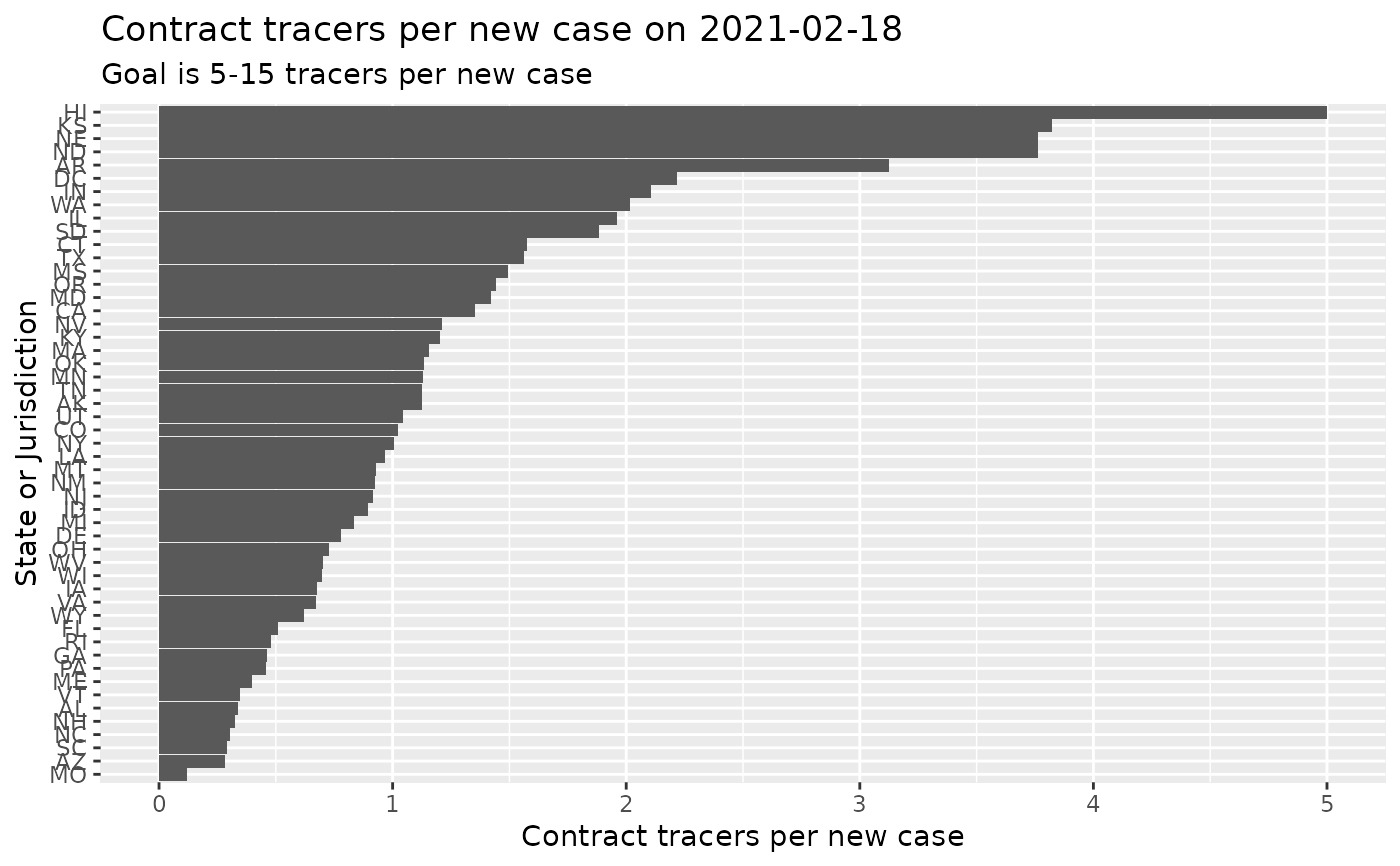 Contract tracers per new case on 2021-02-18
Goal is 5-15 tracers per new case
State or Jurisdiction
HI
KS
NE
ND
AR
DC
IN
WA
IL
SD
CT
TX
MS
OR
MD
CA
NV
KY
MA
OK
MN
TN
AK
UT
CO
NY
LA
MT
NM
NJ
ID
MI
DE
OH
WV
WI
IA
VA
WY
FL
RI
GA
PA
ME
VT
AL
NH
NC
SC
AZ
MO
0 1 2 3 4 5
Contract tracers per new case